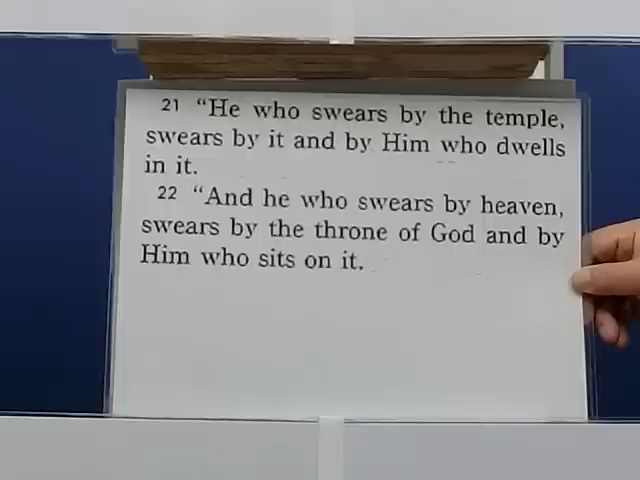 21 “He who swears by the temple,
swears by it and by Him who dwells
in it.
22 “And he who swears by heaven,
swears by the throne of God and by
Him who sits on it.